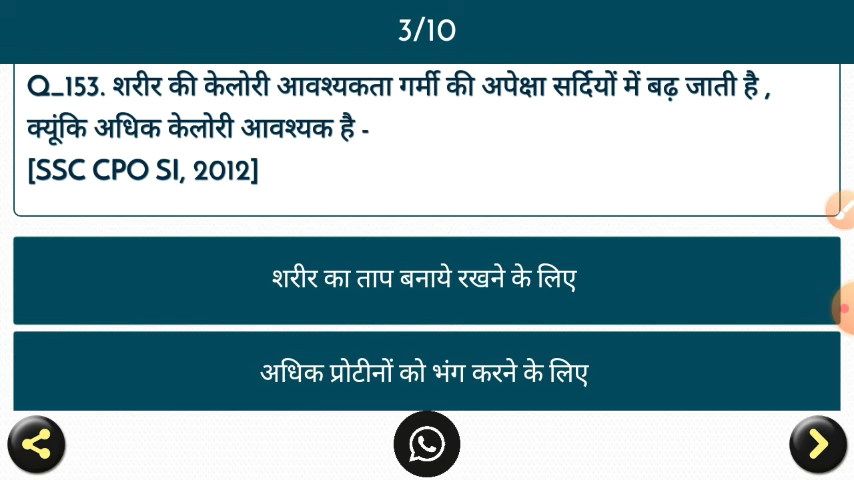 3/10
Q_153. शरीर की केलोरी आवश्यकता गर्मी की अपेक्षा सर्दियों में बढ़ जाती है ,
क्यूंकि अधिक केलोरी आवश्यक है -
[SSC CPO SI, 2012]
शरीर का ताप बनाये रखने के लिए
अधिक प्रोटीनों को भंग करने के लिए